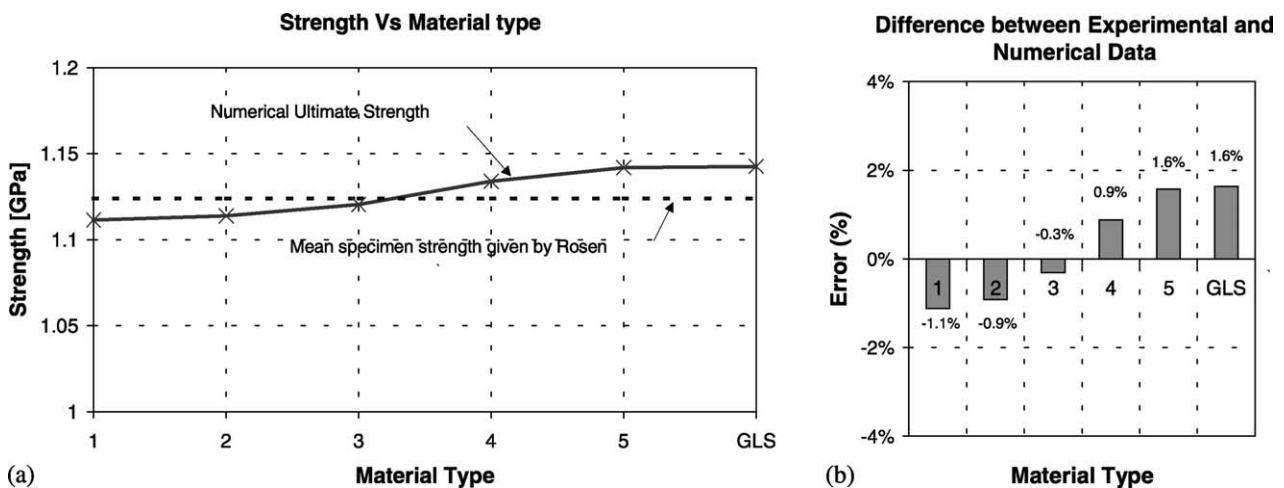 Strength Vs Material type
1.2
1.15
1.1
1.05
1
Strength [GPa]
Numerical Ultimate Strength
Mean specimen strength given by Rosen
1 2 3 4 5 GLS
(a) Material Type
Difference between Experimental and
Numerical Data
4%
2%
0%
-2%
-4%
Error (%)
-1.1%
-0.9%
-0.3%
0.9%
1.6%
1.6%
1 2 3 4 5 GLS
(b) Material Type